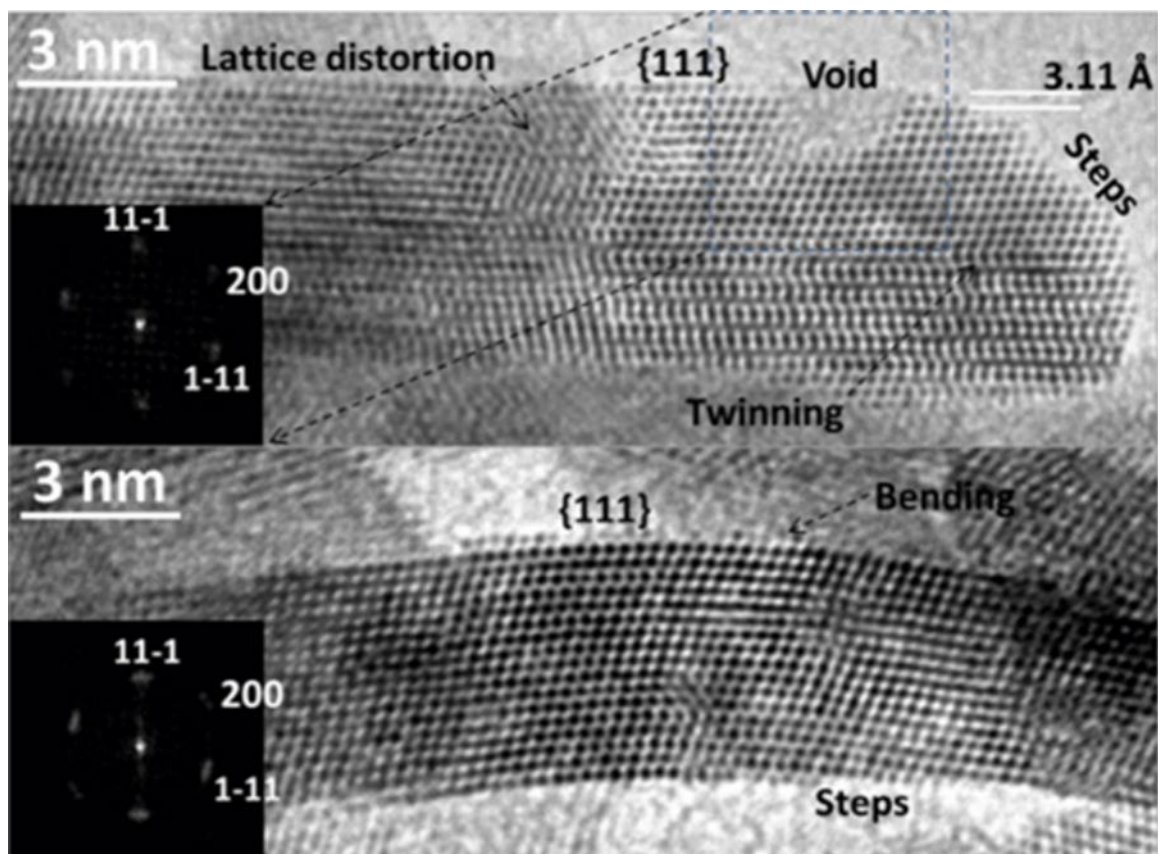 3 nm
Lattice distortion
{111}
Void
3.11 Å
Steps
11-1
200
1-11
Twinning
3 nm
{111}
Bending
11-1
200
1-11
Steps